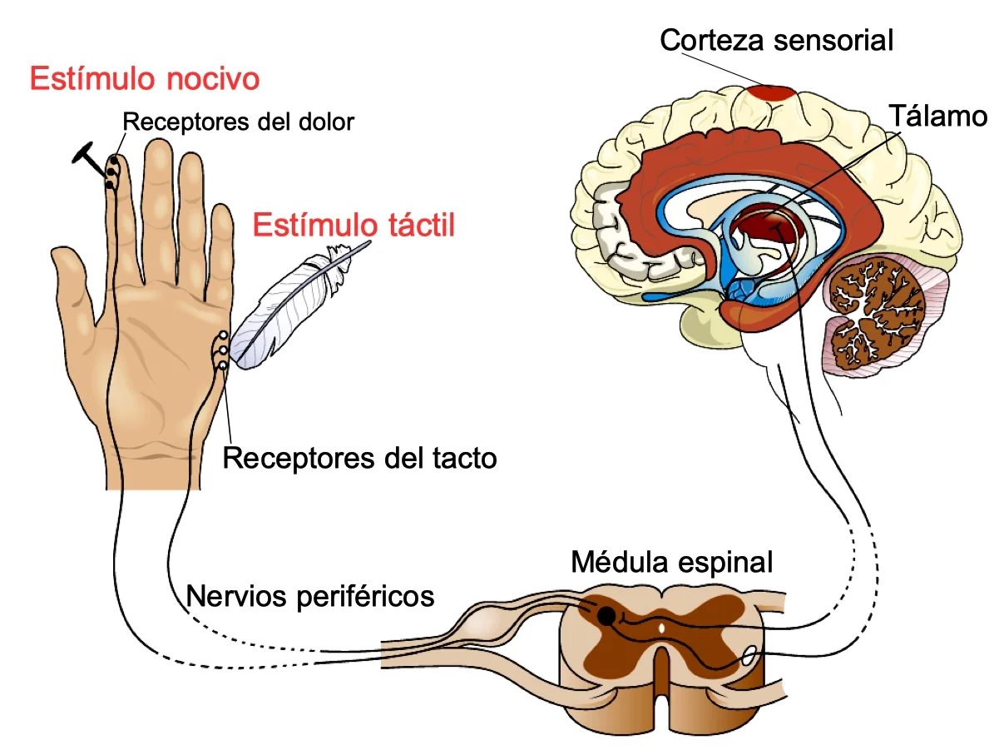 Corteza sensorial
Estímulo nocivo
Receptores del dolor
Tálamo
Estímulo táctil
Receptores del tacto
Médula espinal
Nervios periféricos